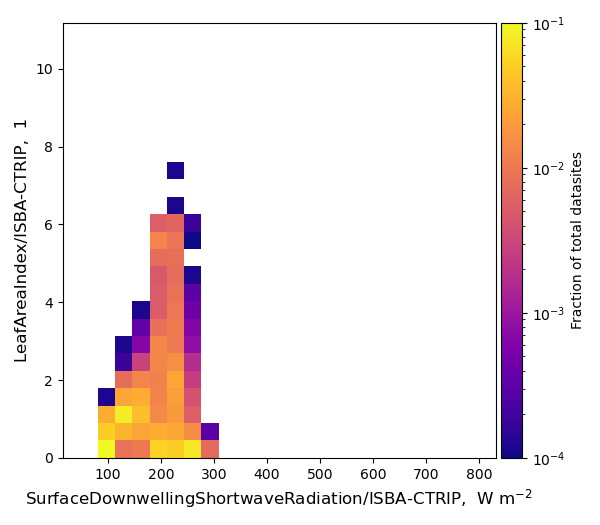 LeafAreaIndex/ISBA-CTRIP, 1
10
8
6
4
2
0
100 200 300 400 500 600 700 800
SurfaceDownwellingShortwaveRadiation/ISBA-CTRIP, W m⁻²
10⁻¹
10⁻²
10⁻³
10⁻⁴
Fraction of total datasites